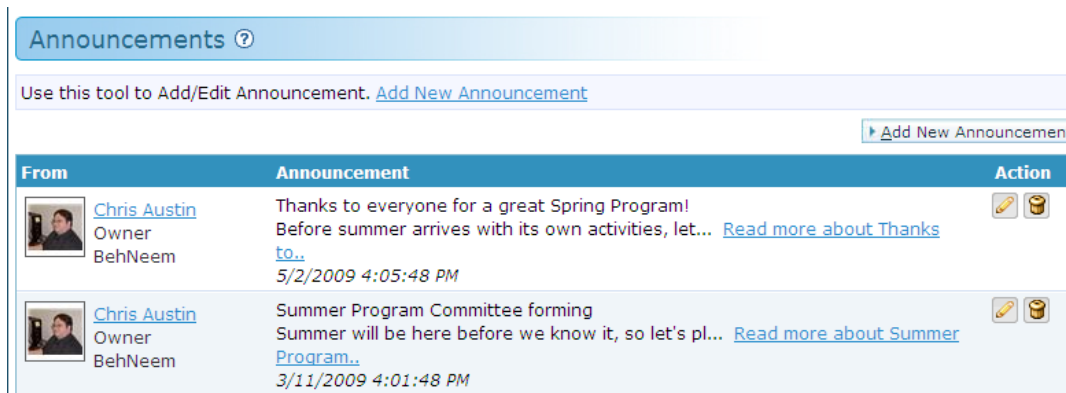 Announcements ?
Use this tool to Add/Edit Announcement. Add New Announcement
Add New Announcemen
From Announcement Action
Chris Austin
Owner
BehNeem
Thanks to everyone for a great Spring Program!
Before summer arrives with its own activities, let... Read more about Thanks
to..
5/2/2009 4:05:48 PM
Chris Austin
Owner
BehNeem
Summer Program Committee forming
Summer will be here before we know it, so let's pl... Read more about Summer
Program..
3/11/2009 4:01:48 PM